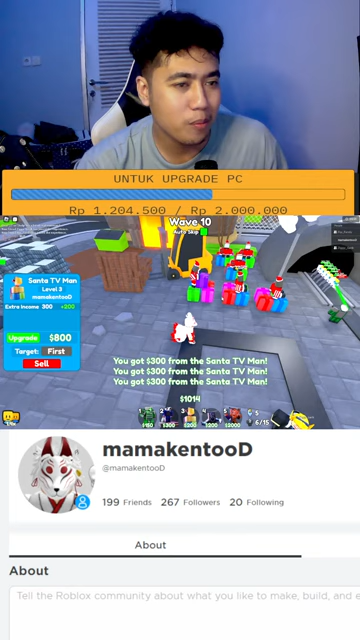 UNTUK UPGRADE PC
Rp 1.204.500 / Rp 2.000.000
Wave 10
Auto Skip
Santa TV Man
Level 3
mamakentooD
Extra Income 300 +200
Upgrade $800
Target: First
Sell
You got $300 from the Santa TV Man!
You got $300 from the Santa TV Man!
You got $300 from the Santa TV Man!
$1014
6/15
mamakentooD
@mamakentooD
199 Friends 267 Followers 20 Following
About
About
Tell the Roblox community about what you like to make, build, and e